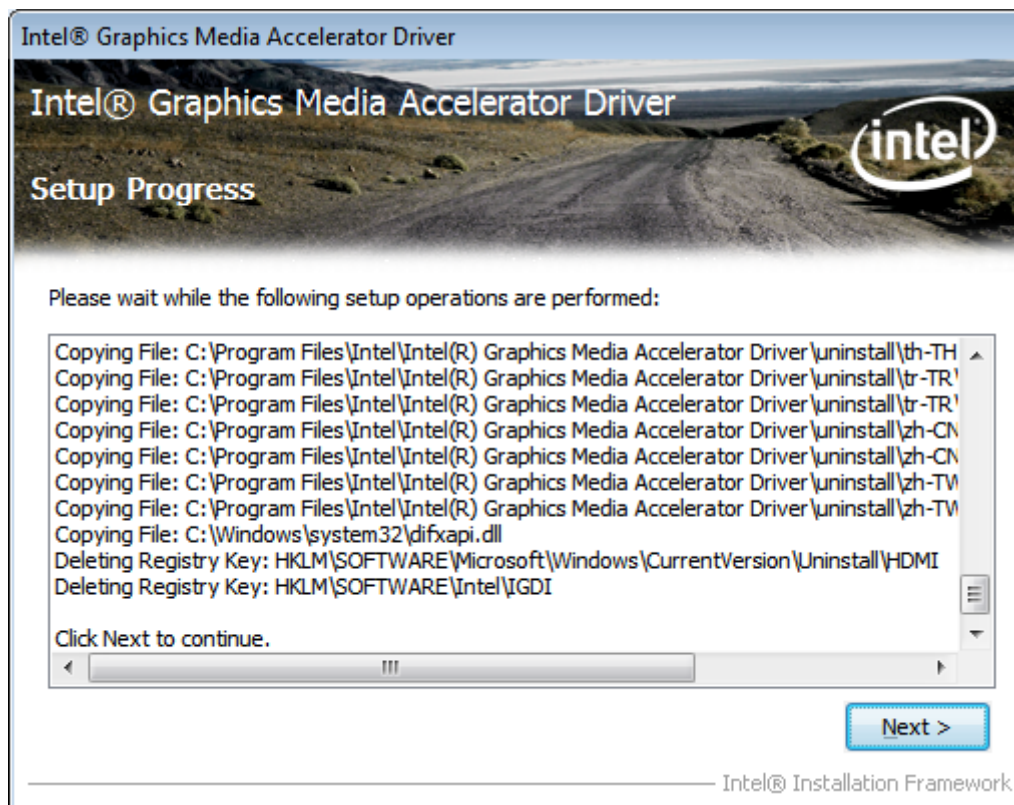 Intel® Graphics Media Accelerator Driver
Intel® Graphics Media Accelerator Driver
intel
Setup Progress
Please wait while the following setup operations are performed:
Copying File: C:\Program Files\Intel\Intel(R) Graphics Media Accelerator Driver\uninstall\th-TH
Copying File: C:\Program Files\Intel\Intel(R) Graphics Media Accelerator Driver\uninstall\tr-TR\
Copying File: C:\Program Files\Intel\Intel(R) Graphics Media Accelerator Driver\uninstall\tr-TR\
Copying File: C:\Program Files\Intel\Intel(R) Graphics Media Accelerator Driver\uninstall\zh-CN
Copying File: C:\Program Files\Intel\Intel(R) Graphics Media Accelerator Driver\uninstall\zh-CN
Copying File: C:\Program Files\Intel\Intel(R) Graphics Media Accelerator Driver\uninstall\zh-TW
Copying File: C:\Program Files\Intel\Intel(R) Graphics Media Accelerator Driver\uninstall\zh-TW
Copying File: C:\Windows\system32\difxapi.dll
Deleting Registry Key: HKLM\SOFTWARE\Microsoft\Windows\CurrentVersion\Uninstall\HDMI
Deleting Registry Key: HKLM\SOFTWARE\Intel\IGDI
Click Next to continue.
Next >
Intel® Installation Framework